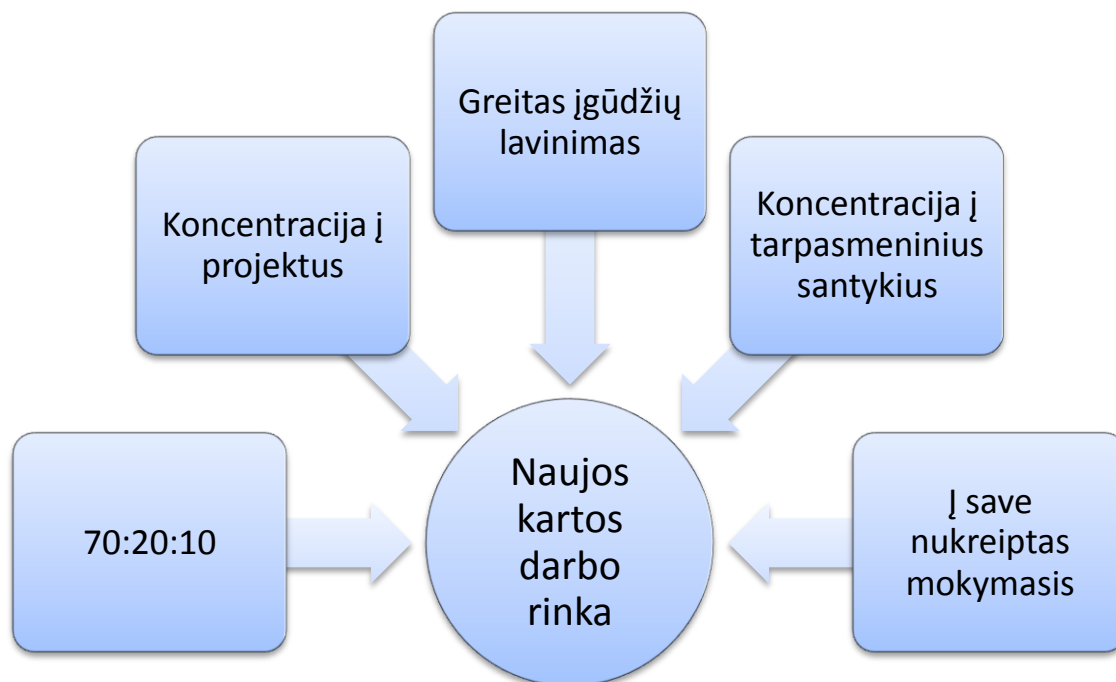 Greitas įgūdžių
lavinimas
Koncentracija į
projektus
Koncentracija į
tarpasmeninius
santykius
70:20:10
Naujos
kartos
darbo
rinka
Į save
nukreiptas
mokymasis